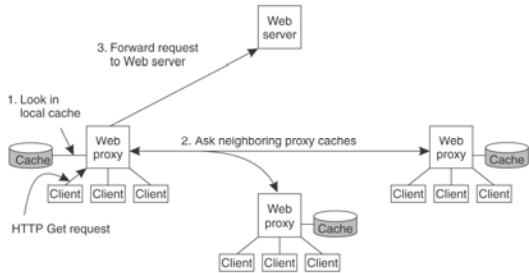 Web
server
3. Forward request
to Web server
1. Look in
local cache
Web
proxy
2. Ask neighboring proxy caches
Web
proxy
Cache
Cache
Client Client Client
Client Client Client
HTTP Get request
Web
proxy
Cache
Client Client Client